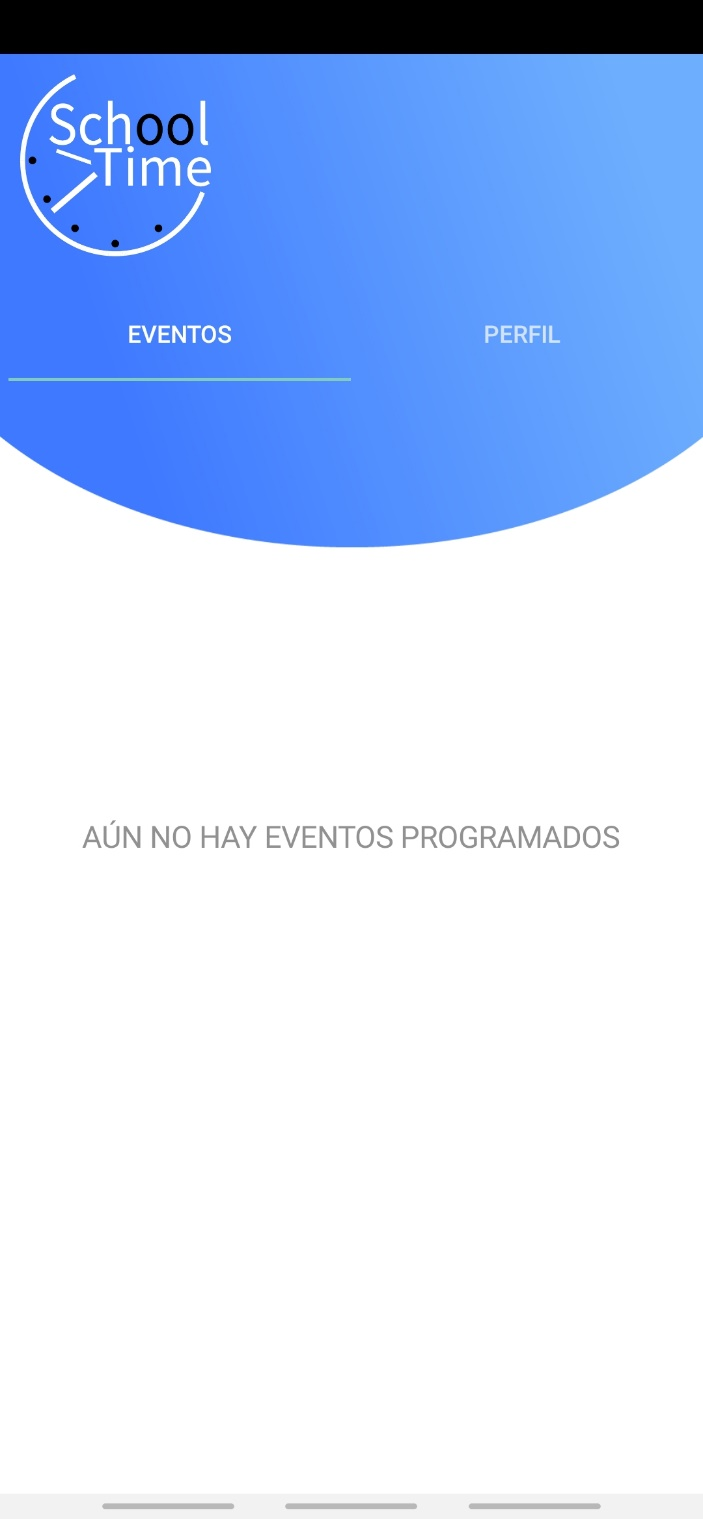 School
Time
EVENTOS
PERFIL
AÚN NO HAY EVENTOS PROGRAMADOS